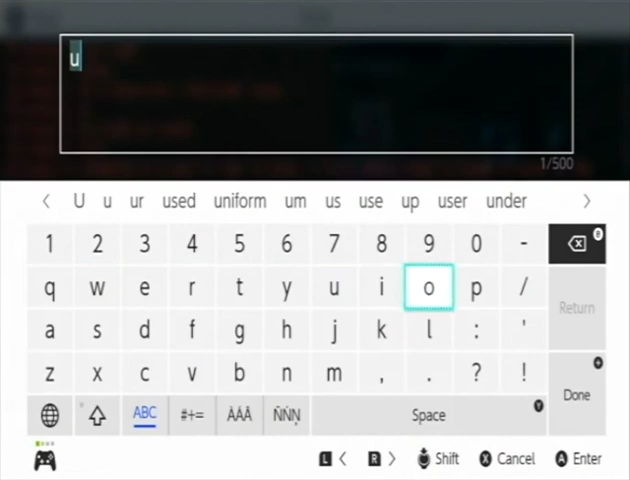 u
1/500
< U u ur used uniform um us use up user under >
1 2 3 4 5 6 7 8 9 0 - B
q w e r t y u i o p / Return
a s d f g h j k l : '
z x c v b n m , . ? ! + Done
ABC #+= ÀÁÂ ÑŃŅ Space Y
L < R > Shift X Cancel A Enter